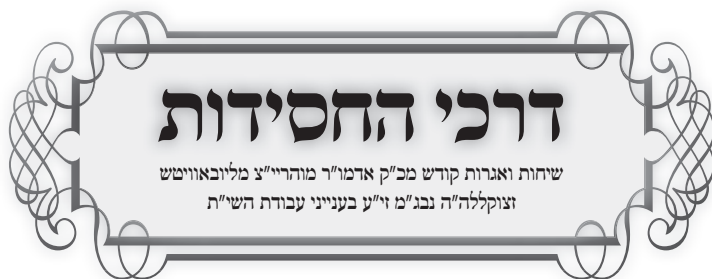 דרכי החסידות
שיחות ואגרות קודש מכ"ק אדמו"ר מוהריי"צ מליובאוויטש
זצוקללה"ה נבג"מ זי"ע בענייני עבודת השי"ת